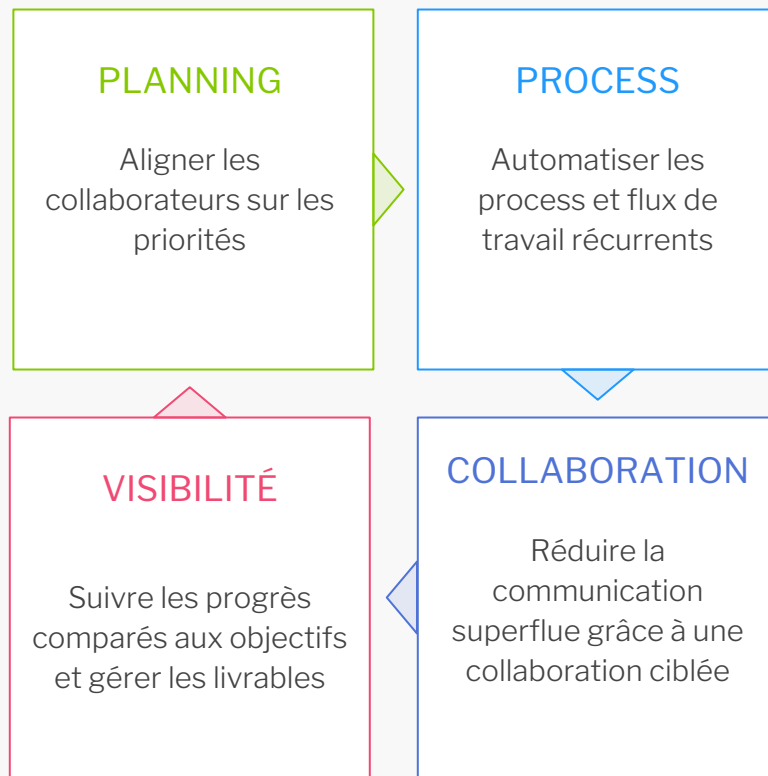 PLANNING
Aligner les
collaborateurs sur les
priorités
PROCESS
Automatiser les
process et flux de
travail récurrents
VISIBILITÉ
Suivre les progrès
comparés aux objectifs
et gérer les livrables
COLLABORATION
Réduire la
communication
superflue grâce à une
collaboration ciblée